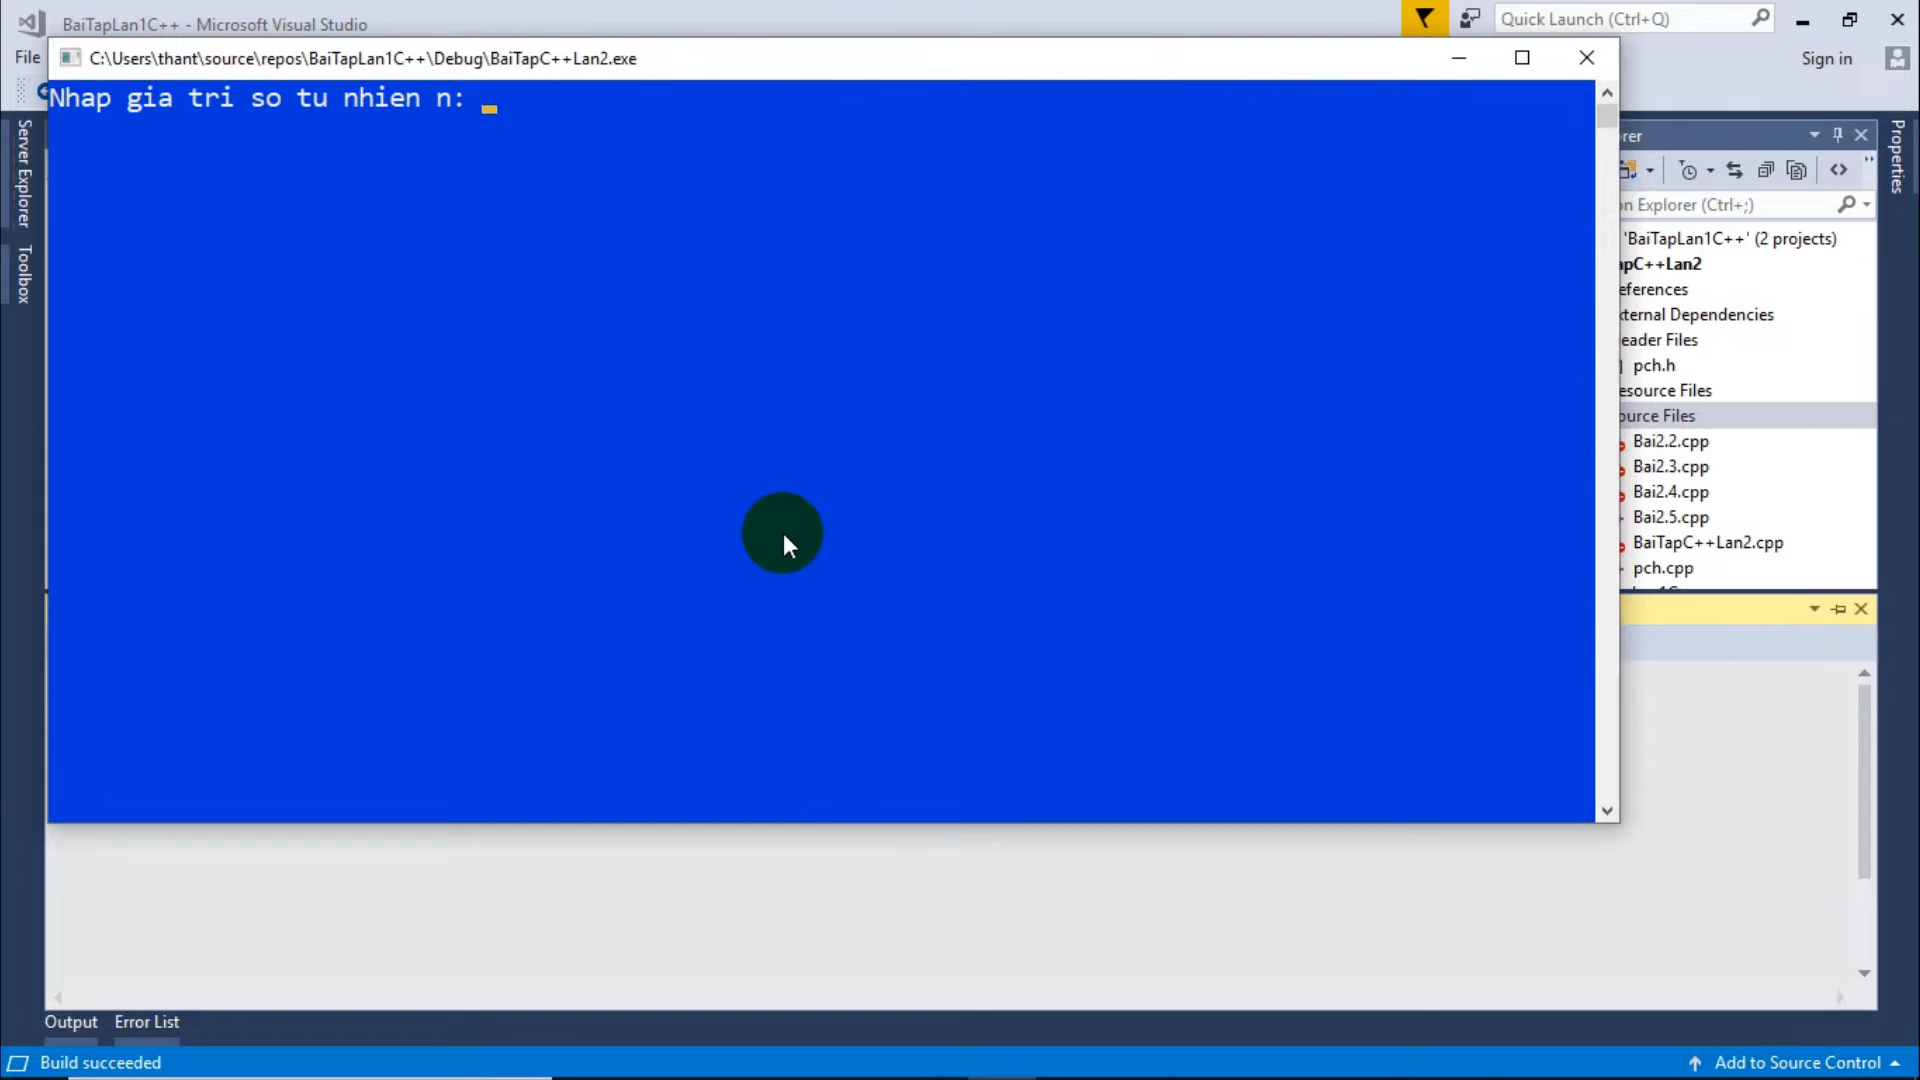 BaiTapLan1C++ - Microsoft Visual Studio
Quick Launch (Ctrl+Q)
File
Sign in
C:\Users\thant\source\repos\BaiTapLan1C++\Debug\BaiTapC++Lan2.exe
Nhap gia tri so tu nhien n:
Server Explorer
Toolbox
Properties
rer
n Explorer (Ctrl+;)
'BaiTapLan1C++' (2 projects)
apC++Lan2
eferences
ternal Dependencies
eader Files
pch.h
esource Files
ource Files
Bai2.2.cpp
Bai2.3.cpp
Bai2.4.cpp
Bai2.5.cpp
BaiTapC++Lan2.cpp
pch.cpp
Output
Error List
Build succeeded
Add to Source Control